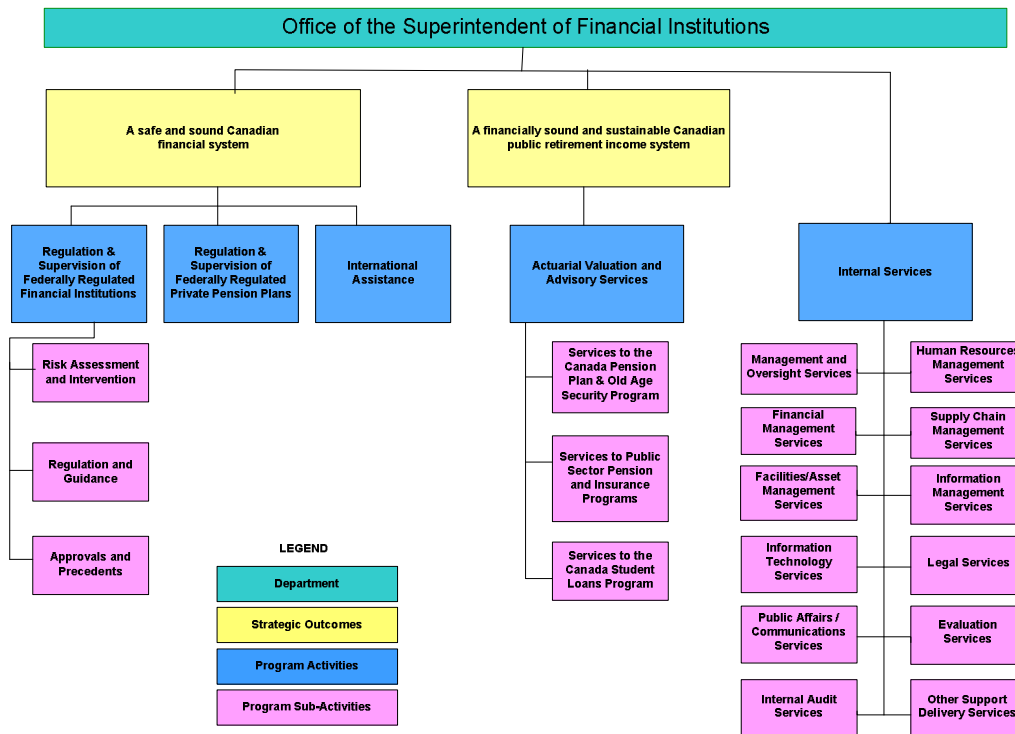 Office of the Superintendent of Financial Institutions
A safe and sound Canadian
financial system
A financially sound and sustainable Canadian
public retirement income system
Regulation &
Supervision of
Federally Regulated
Financial Institutions
Regulation &
Supervision of
Federally Regulated
Private Pension Plans
International
Assistance
Actuarial Valuation and
Advisory Services
Internal Services
Risk Assessment
and Intervention
Regulation and
Guidance
Approvals and
Precedents
Services to the
Canada Pension
Plan & Old Age
Security Program
Services to Public
Sector Pension
and Insurance
Programs
Services to the
Canada Student
Loans Program
Management and
Oversight Services
Human Resources
Management
Services
Financial
Management
Services
Supply Chain
Management
Services
Facilities/Asset
Management
Services
Information
Management
Services
Information
Technology
Services
Legal Services
Public Affairs /
Communications
Services
Evaluation
Services
Internal Audit
Services
Other Support
Delivery Services
LEGEND
Department
Strategic Outcomes
Program Activities
Program Sub-Activities